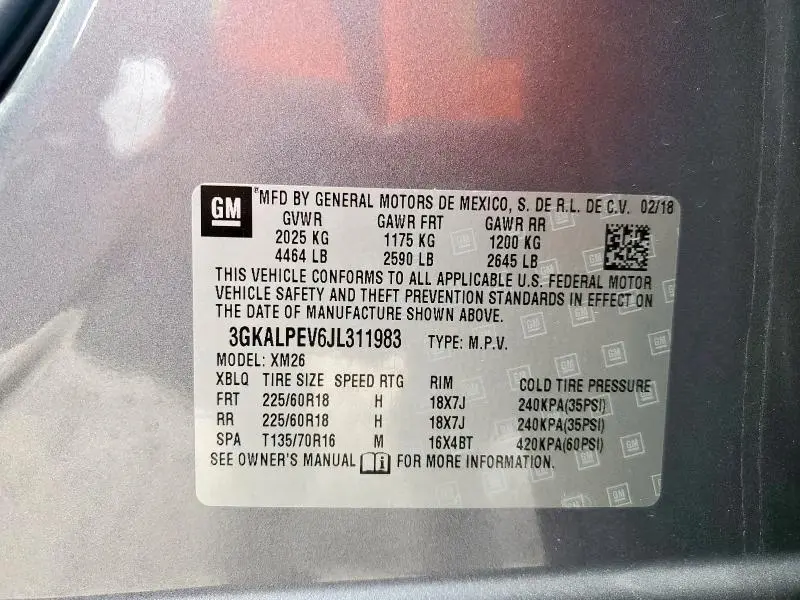 GM
®MFD BY GENERAL MOTORS DE MEXICO, S. DE R.L. DE C.V. 02/18
GVWR GAWR FRT GAWR RR
2025 KG 1175 KG 1200 KG
4464 LB 2590 LB 2645 LB
THIS VEHICLE CONFORMS TO ALL APPLICABLE U.S. FEDERAL MOTOR
VEHICLE SAFETY AND THEFT PREVENTION STANDARDS IN EFFECT ON
THE DATE OF MANUFACTURE SHOWN ABOVE.
3GKALPEV6JL311983 TYPE: M.P.V.
MODEL: XM26
XBLQ TIRE SIZE SPEED RTG RIM COLD TIRE PRESSURE
FRT 225/60R18 H 18X7J 240KPA(35PSI)
RR 225/60R18 H 18X7J 240KPA(35PSI)
SPA T135/70R16 M 16X4BT 420KPA(60PSI)
SEE OWNER'S MANUAL i FOR MORE INFORMATION.